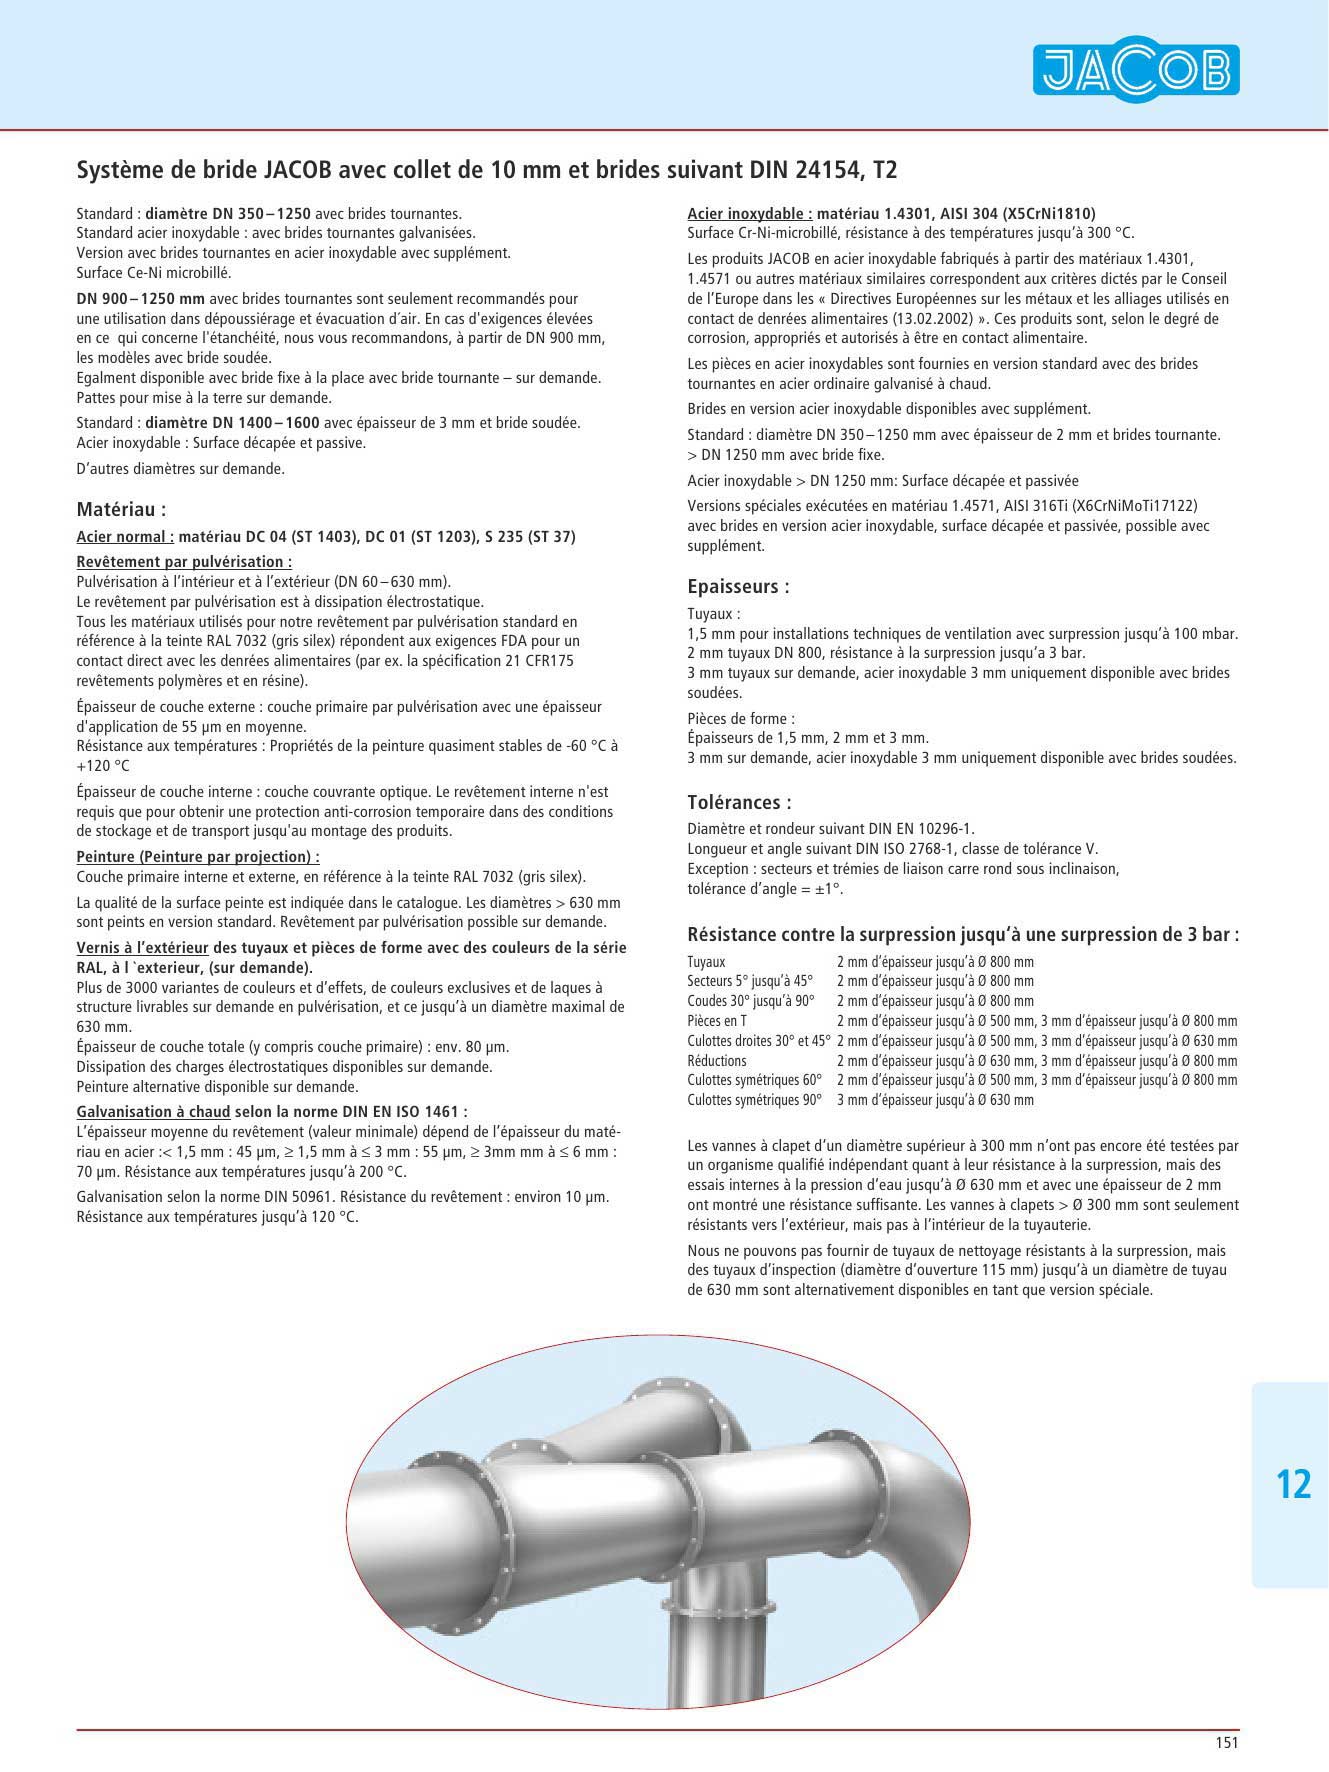 JACOB
Système de bride JACOB avec collet de 10 mm et brides suivant DIN 24154, T2
Standard : diamètre DN 350 – 1250 avec brides tournantes.
Standard acier inoxydable : avec brides tournantes galvanisées.
Version avec brides tournantes en acier inoxydable avec supplément.
Surface Ce-Ni microbillé.
DN 900 – 1250 mm avec brides tournantes sont seulement recommandés pour
une utilisation dans dépoussiérage et évacuation d´air. En cas d'exigences élevées
en ce  qui concerne l'étanchéité, nous vous recommandons, à partir de DN 900 mm,
les modèles avec bride soudée.
Egalment disponible avec bride fixe à la place avec bride tournante – sur demande.
Pattes pour mise à la terre sur demande.
Standard : diamètre DN 1400 – 1600 avec épaisseur de 3 mm et bride soudée.
Acier inoxydable : Surface décapée et passive.
D’autres diamètres sur demande.
Matériau :
Acier normal : matériau DC 04 (ST 1403), DC 01 (ST 1203), S 235 (ST 37)
Revêtement par pulvérisation :
Pulvérisation à l’intérieur et à l’extérieur (DN 60 – 630 mm).
Le revêtement par pulvérisation est à dissipation électrostatique.
Tous les matériaux utilisés pour notre revêtement par pulvérisation standard en
référence à la teinte RAL 7032 (gris silex) répondent aux exigences FDA pour un
contact direct avec les denrées alimentaires (par ex. la spécification 21 CFR175
revêtements polymères et en résine).
Épaisseur de couche externe : couche primaire par pulvérisation avec une épaisseur
d'application de 55 µm en moyenne.
Résistance aux températures : Propriétés de la peinture quasiment stables de -60 °C à
+120 °C
Épaisseur de couche interne : couche couvrante optique. Le revêtement interne n'est
requis que pour obtenir une protection anti-corrosion temporaire dans des conditions
de stockage et de transport jusqu'au montage des produits.
Peinture (Peinture par projection) :
Couche primaire interne et externe, en référence à la teinte RAL 7032 (gris silex).
La qualité de la surface peinte est indiquée dans le catalogue. Les diamètres > 630 mm
sont peints en version standard. Revêtement par pulvérisation possible sur demande.
Vernis à l’extérieur des tuyaux et pièces de forme avec des couleurs de la série
RAL, à l `exterieur, (sur demande).
Plus de 3000 variantes de couleurs et d’effets, de couleurs exclusives et de laques à
structure livrables sur demande en pulvérisation, et ce jusqu’à un diamètre maximal de
630 mm.
Épaisseur de couche totale (y compris couche primaire) : env. 80 µm.
Dissipation des charges électrostatiques disponibles sur demande.
Peinture alternative disponible sur demande.
Galvanisation à chaud selon la norme DIN EN ISO 1461 :
L’épaisseur moyenne du revêtement (valeur minimale) dépend de l’épaisseur du maté-
riau en acier :< 1,5 mm : 45 µm, ≥ 1,5 mm à ≤ 3 mm : 55 µm, ≥ 3mm mm à ≤ 6 mm :
70 µm. Résistance aux températures jusqu’à 200 °C.
Galvanisation selon la norme DIN 50961. Résistance du revêtement : environ 10 µm.
Résistance aux températures jusqu’à 120 °C.
Acier inoxydable : matériau 1.4301, AISI 304 (X5CrNi1810)
Surface Cr-Ni-microbillé, résistance à des températures jusqu’à 300 °C.
Les produits JACOB en acier inoxydable fabriqués à partir des matériaux 1.4301,
1.4571 ou autres matériaux similaires correspondent aux critères dictés par le Conseil
de l’Europe dans les « Directives Européennes sur les métaux et les alliages utilisés en
contact de denrées alimentaires (13.02.2002) ». Ces produits sont, selon le degré de
corrosion, appropriés et autorisés à être en contact alimentaire.
Les pièces en acier inoxydables sont fournies en version standard avec des brides
tournantes en acier ordinaire galvanisé à chaud.
Brides en version acier inoxydable disponibles avec supplément.
Standard : diamètre DN 350 – 1250 mm avec épaisseur de 2 mm et brides tournante.
> DN 1250 mm avec bride fixe.
Acier inoxydable > DN 1250 mm: Surface décapée et passivée
Versions spéciales exécutées en matériau 1.4571, AISI 316Ti (X6CrNiMoTi17122)
avec brides en version acier inoxydable, surface décapée et passivée, possible avec
supplément.
Epaisseurs :
Tuyaux :
1,5 mm pour installations techniques de ventilation avec surpression jusqu’à 100 mbar.
2 mm tuyaux DN 800, résistance à la surpression jusqu’a 3 bar.
3 mm tuyaux sur demande, acier inoxydable 3 mm uniquement disponible avec brides
soudées.
Pièces de forme :
Épaisseurs de 1,5 mm, 2 mm et 3 mm.
3 mm sur demande, acier inoxydable 3 mm uniquement disponible avec brides soudées.
Tolérances :
Diamètre et rondeur suivant DIN EN 10296-1.
Longueur et angle suivant DIN ISO 2768-1, classe de tolérance V.
Exception : secteurs et trémies de liaison carre rond sous inclinaison,
tolérance d’angle = ±1°.
Résistance contre la surpression jusqu‘à une surpression de 3 bar :
Tuyaux 2 mm d‘épaisseur jusqu‘à Ø 800 mm
Secteurs 5° jusqu‘à 45° 2 mm d‘épaisseur jusqu‘à Ø 800 mm
Coudes 30° jusqu‘à 90° 2 mm d‘épaisseur jusqu‘à Ø 800 mm
Pièces en T 2 mm d‘épaisseur jusqu‘à Ø 500 mm, 3 mm d‘épaisseur jusqu‘à Ø 800 mm
Culottes droites 30° et 45° 2 mm d‘épaisseur jusqu‘à Ø 500 mm, 3 mm d‘épaisseur jusqu‘à Ø 630 mm
Réductions 2 mm d‘épaisseur jusqu‘à Ø 630 mm, 3 mm d‘épaisseur jusqu‘à Ø 800 mm
Culottes symétriques 60° 2 mm d‘épaisseur jusqu‘à Ø 500 mm, 3 mm d‘épaisseur jusqu‘à Ø 800 mm
Culottes symétriques 90° 3 mm d‘épaisseur jusqu‘à Ø 630 mm
Les vannes à clapet d’un diamètre supérieur à 300 mm n’ont pas encore été testées par
un organisme qualifié indépendant quant à leur résistance à la surpression, mais des
essais internes à la pression d’eau jusqu’à Ø 630 mm et avec une épaisseur de 2 mm
ont montré une résistance suffisante. Les vannes à clapets > Ø 300 mm sont seulement
résistants vers l’extérieur, mais pas à l’intérieur de la tuyauterie.
Nous ne pouvons pas fournir de tuyaux de nettoyage résistants à la surpression, mais
des tuyaux d’inspection (diamètre d’ouverture 115 mm) jusqu’à un diamètre de tuyau
de 630 mm sont alternativement disponibles en tant que version spéciale.
12
151